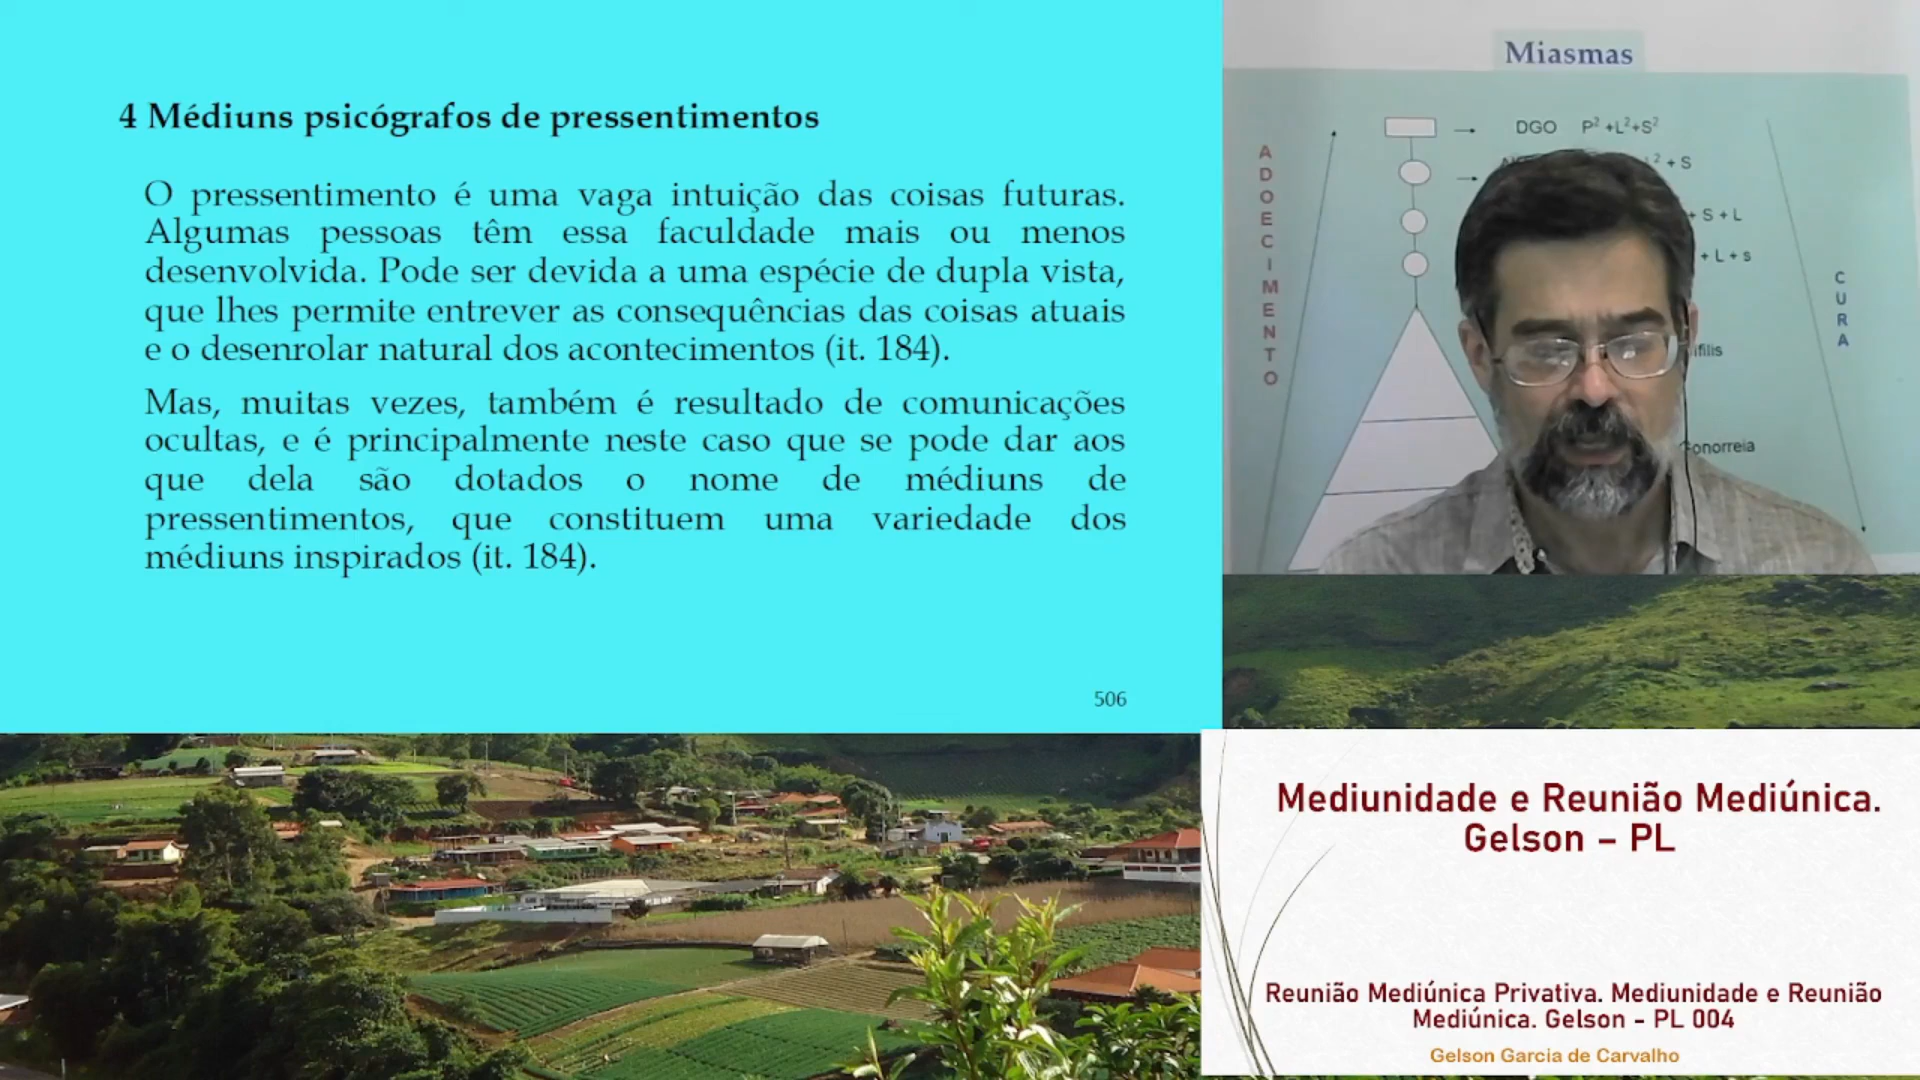 4 Médiuns psicógrafos de pressentimentos
O pressentimento é uma vaga intuição das coisas futuras.
Algumas pessoas têm essa faculdade mais ou menos
desenvolvida. Pode ser devida a uma espécie de dupla vista,
que lhes permite entrever as consequências das coisas atuais
e o desenrolar natural dos acontecimentos (it. 184).
Mas, muitas vezes, também é resultado de comunicações
ocultas, e é principalmente neste caso que se pode dar aos
que dela são dotados o nome de médiuns de
pressentimentos, que constituem uma variedade dos
médiuns inspirados (it. 184).
506
Miasmas
ADOECIMENTO
DGO P² +L²+S²
² + S
+ S + L
+ L + s
ífilis
Gonorreia
CURA
Mediunidade e Reunião Mediúnica.
Gelson – PL
Reunião Mediúnica Privativa. Mediunidade e Reunião
Mediúnica. Gelson - PL 004
Gelson Garcia de Carvalho